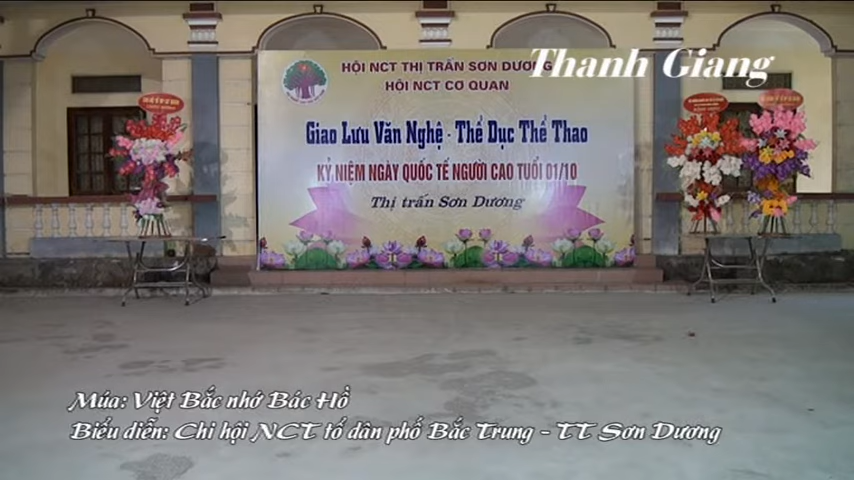 Thanh Giang
HỘI NCT THỊ TRẤN SƠN DƯƠNG
HỘI NCT CƠ QUAN
Giao Lưu Văn Nghệ - Thể Dục Thể Thao
KỶ NIỆM NGÀY QUỐC TẾ NGƯỜI CAO TUỔI 01/10
Thị trấn Sơn Dương
Múa: Việt Bắc nhớ Bác Hồ
Biểu diễn: Chi hội NCT tổ dân phố Bắc Trung - TT Sơn Dương